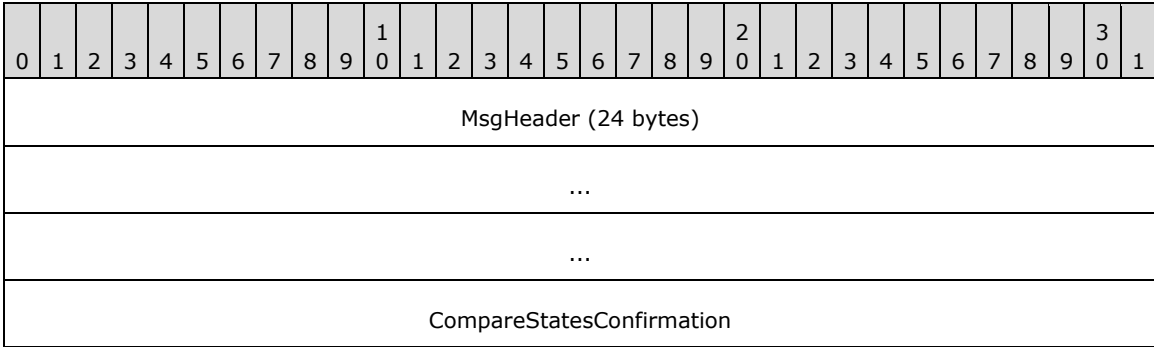 0 1 2 3 4 5 6 7 8 9 1 0 1 2 3 4 5 6 7 8 9 2 0 1 2 3 4 5 6 7 8 9 3 0 1
MsgHeader (24 bytes)
...
...
CompareStatesConfirmation